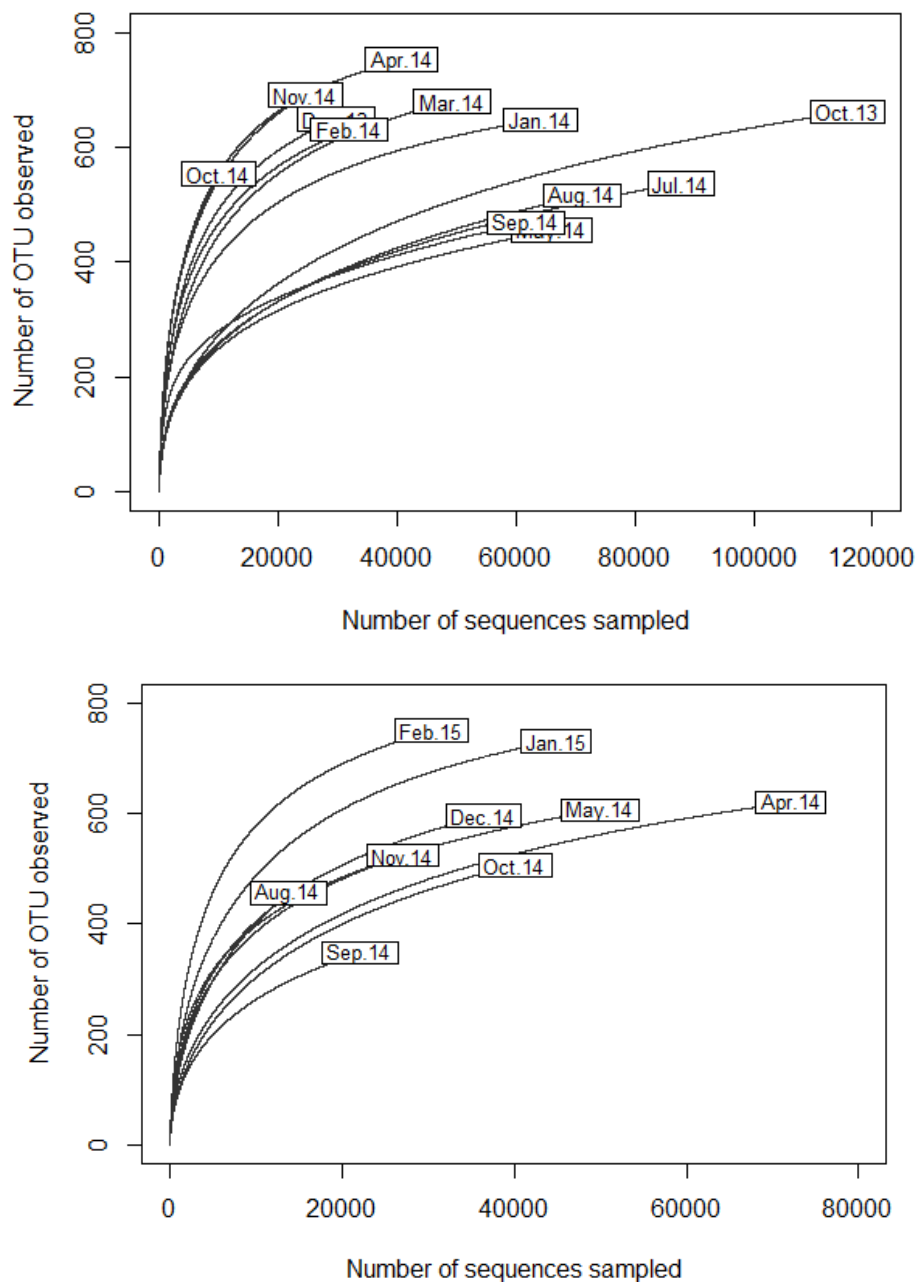 800
600
400
200
0
Number of OTU observed
Apr.14
Nov.14
Mar.14
Feb.14
Jan.14
Oct.13
Oct.14
Jul.14
Aug.14
Sep.14
May.14
0 20000 40000 60000 80000 100000 120000
Number of sequences sampled
800
600
400
200
0
Number of OTU observed
Feb.15
Jan.15
Apr.14
May.14
Dec.14
Nov.14
Oct.14
Aug.14
Sep.14
0 20000 40000 60000 80000
Number of sequences sampled